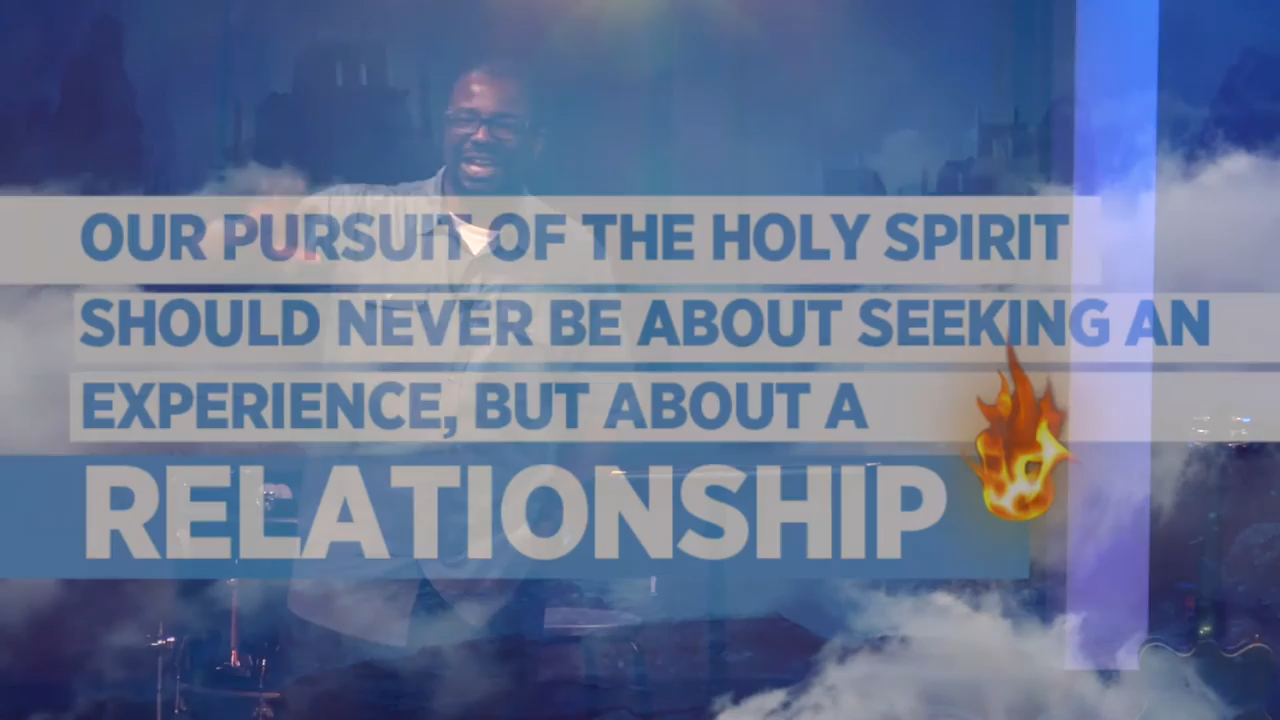 OUR PURSUIT OF THE HOLY SPIRIT
SHOULD NEVER BE ABOUT SEEKING AN
EXPERIENCE, BUT ABOUT A
RELATIONSHIP